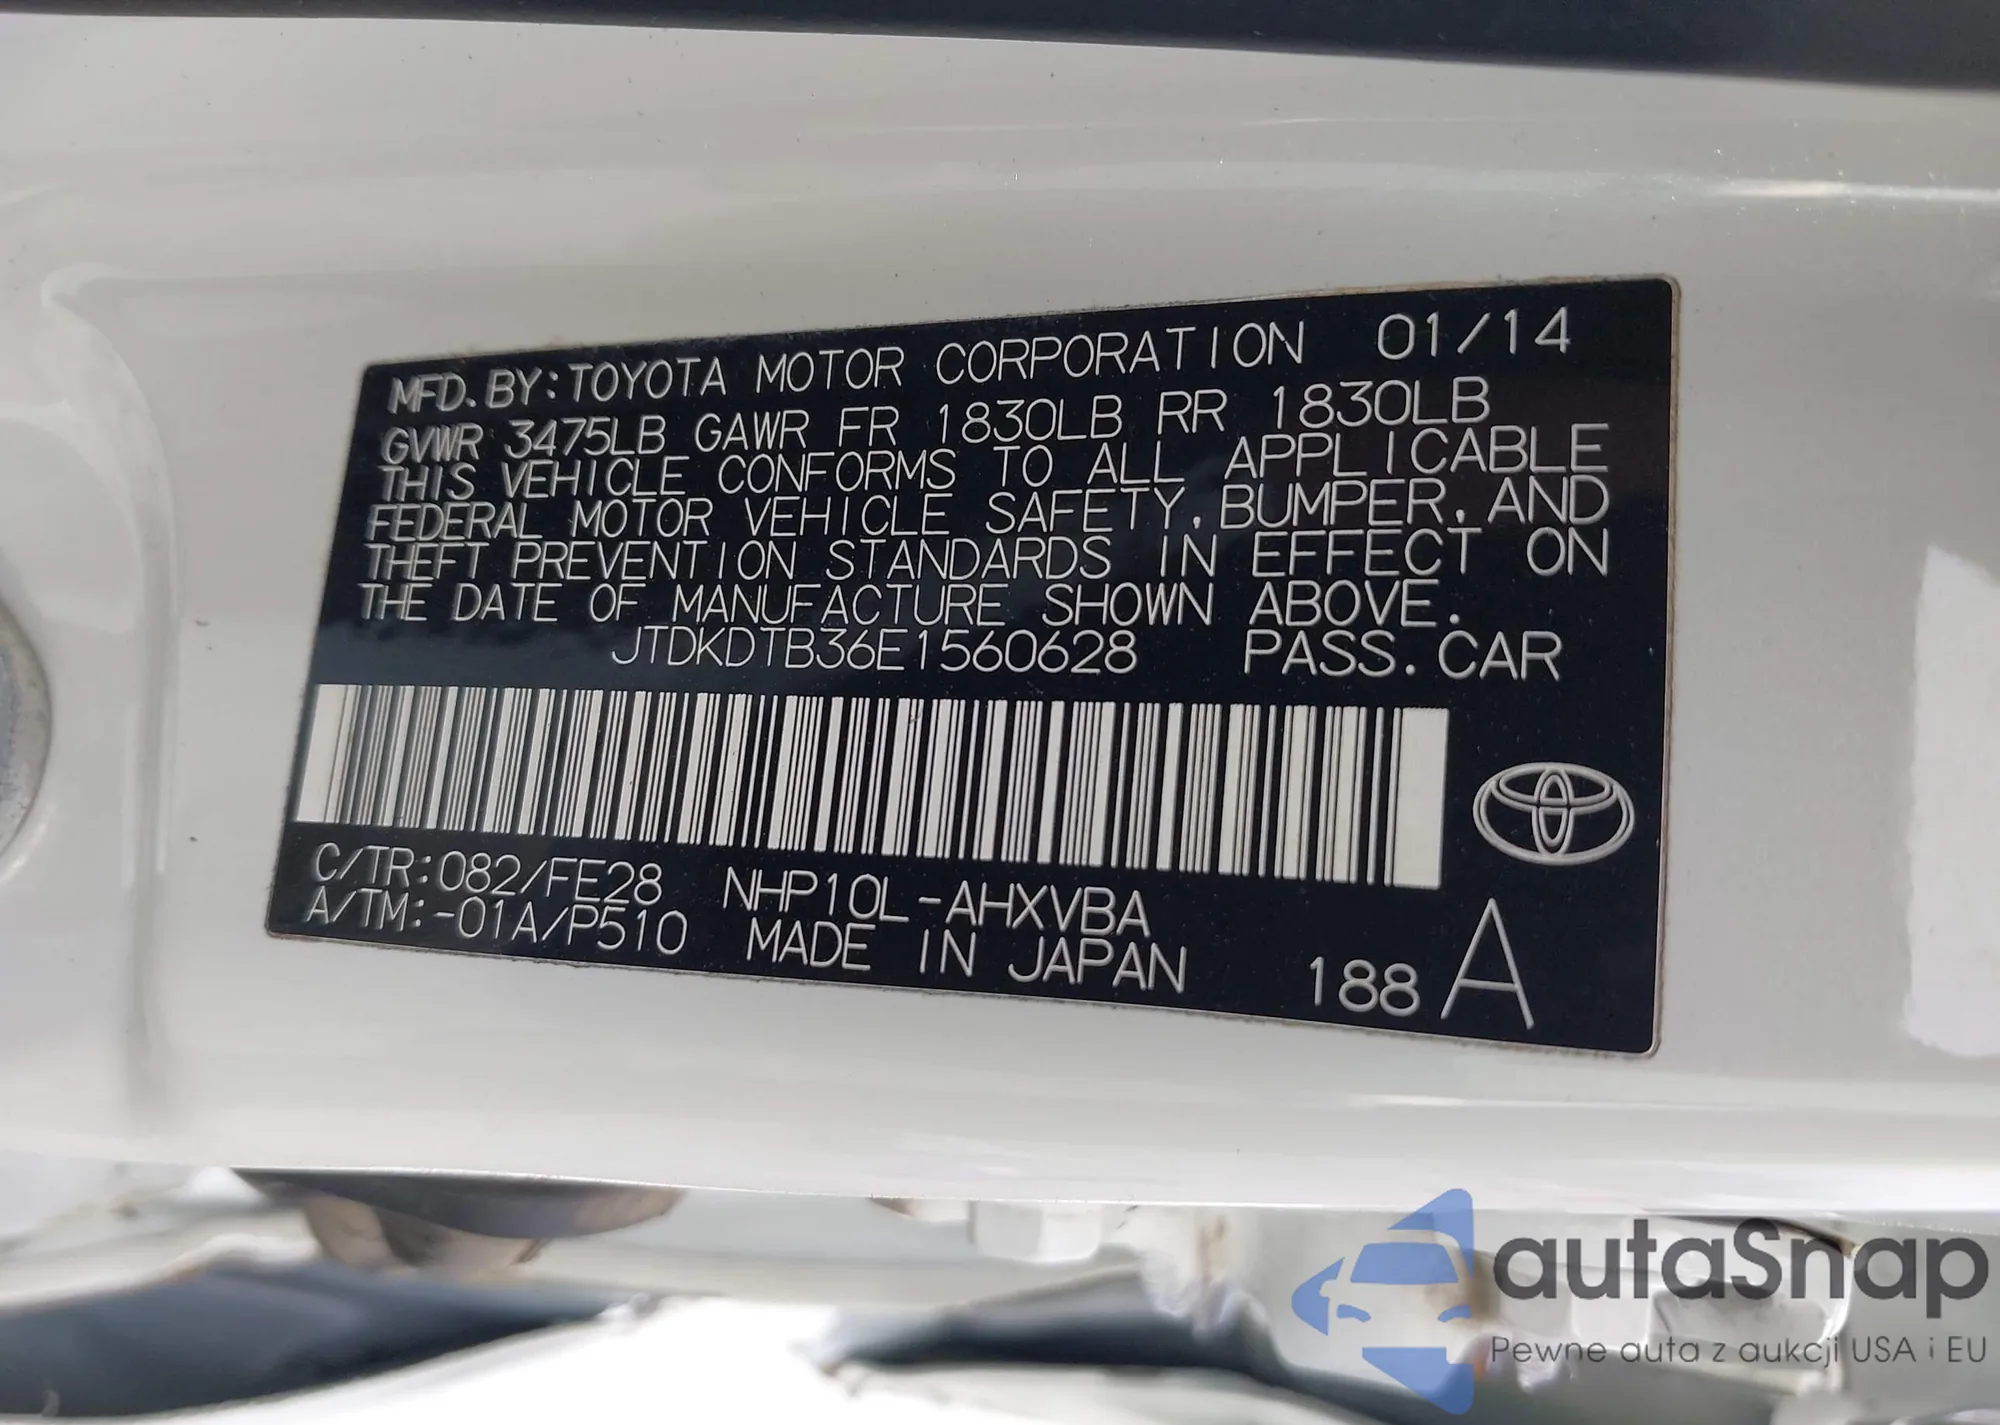 MFD. BY: TOYOTA MOTOR CORPORATION 01/14
GVWR 3475LB GAWR FR 1830LB RR 1830LB
THIS VEHICLE CONFORMS TO ALL APPLICABLE
FEDERAL MOTOR VEHICLE SAFETY, BUMPER, AND
THEFT PREVENTION STANDARDS IN EFFECT ON
THE DATE OF MANUFACTURE SHOWN ABOVE.
JTDKDTB36E1560628 PASS. CAR
C/TR:082/FE28 NHP10L-AHXVBA
A/TM:-01A/P510 MADE IN JAPAN 188 A
autaSnap
Pewne auta z aukcji USA i EU